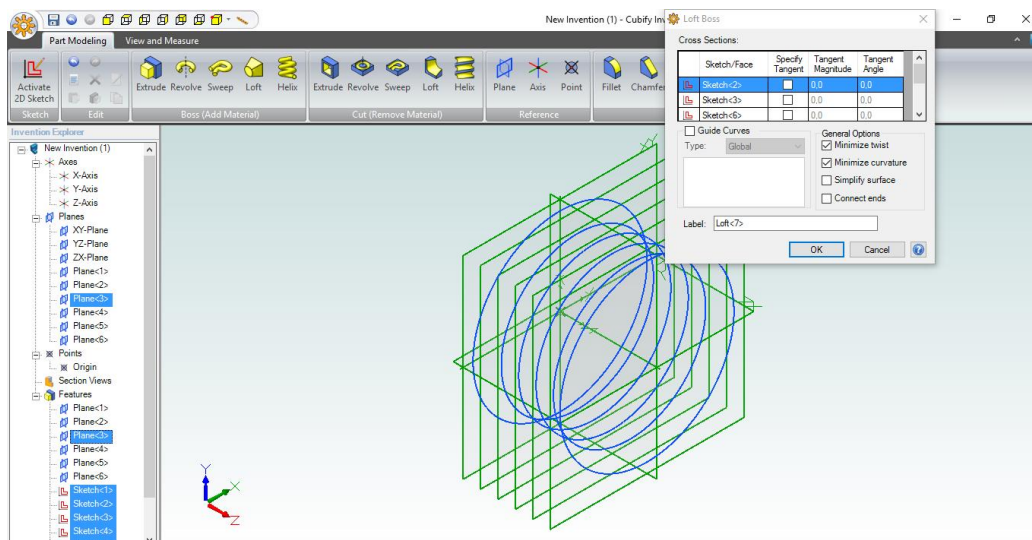 New Invention (1) - Cubify Inv
Loft Boss
Part Modeling View and Measure
Cross Sections:
Sketch/Face Specify Tangent Tangent Magnitude Tangent Angle
Sketch<2> 0,0 0,0
Sketch<3> 0,0 0,0
Sketch<6> 0,0 0,0
Activate 2D Sketch
Extrude Revolve Sweep Loft Helix
Extrude Revolve Sweep Loft Helix
Plane Axis Point
Fillet Chamfer
Sketch Edit Boss (Add Material) Cut (Remove Material) Reference
Guide Curves
Type: Global
General Options
Minimize twist
Minimize curvature
Simplify surface
Connect ends
Label: Loft<7>
OK Cancel
Invention Explorer
New Invention (1)
Axes
X-Axis
Y-Axis
Z-Axis
Planes
XY-Plane
YZ-Plane
ZX-Plane
Plane<1>
Plane<2>
Plane<3>
Plane<4>
Plane<5>
Plane<6>
Points
Origin
Section Views
Features
Plane<1>
Plane<2>
Plane<3>
Plane<4>
Plane<5>
Plane<6>
Sketch<1>
Sketch<2>
Sketch<3>
Sketch<4>
Y
X
Z